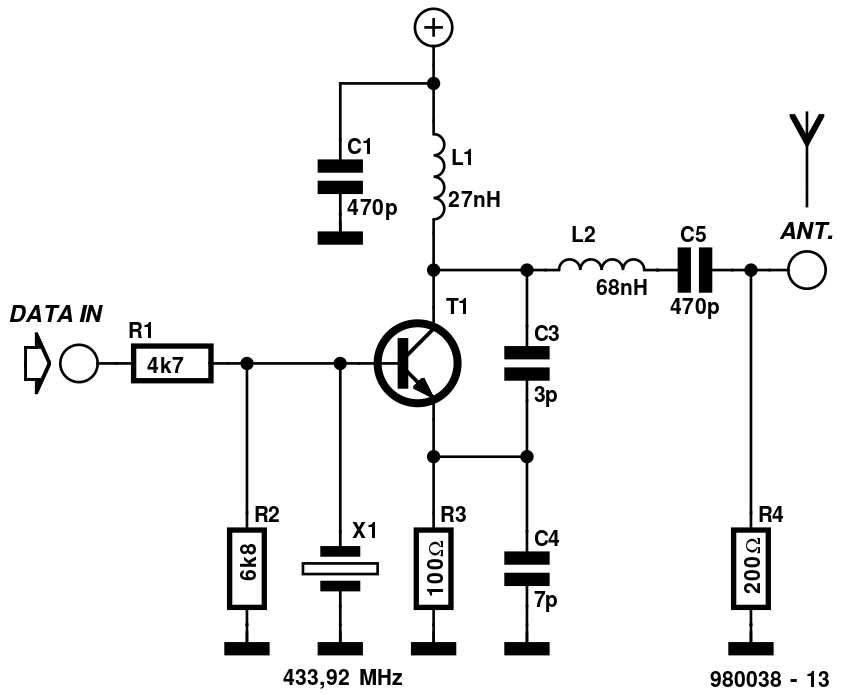 +
C1
L1
470p
27nH
ANT.
L2
C5
68nH
470p
T1
DATA IN
R1
4k7
C3
3p
R2
X1
R3
C4
R4
6k8
100Ω
200Ω
7p
433,92 MHz
980038 - 13